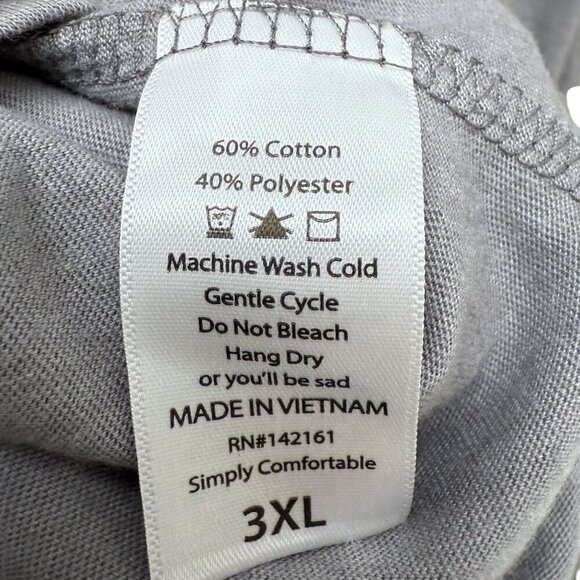 60% Cotton
40% Polyester
30°C
Machine Wash Cold
Gentle Cycle
Do Not Bleach
Hang Dry
or you'll be sad
MADE IN VIETNAM
RN#142161
Simply Comfortable
3XL